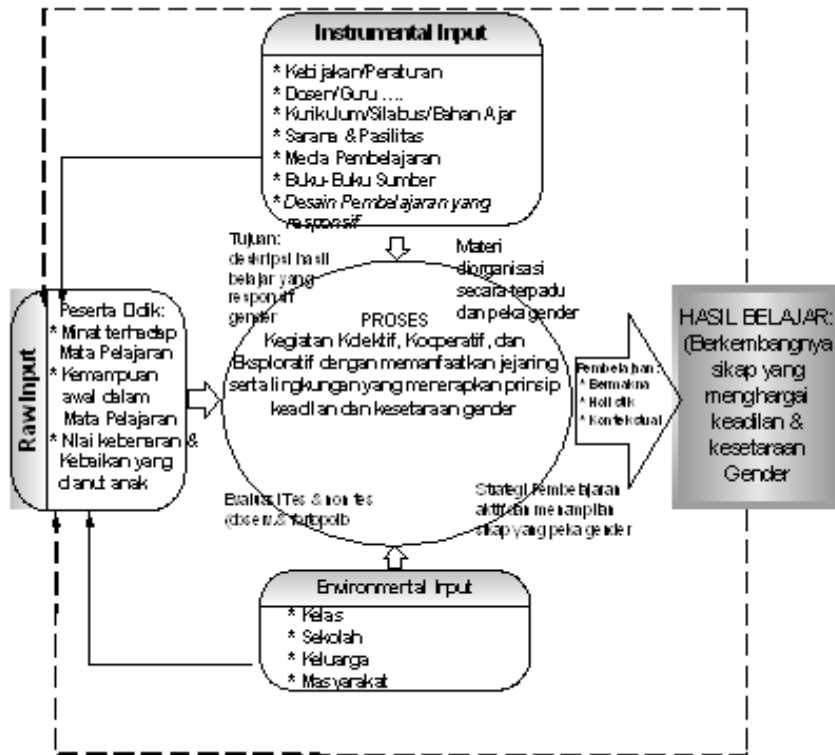 Instrumental Input
* Kebijakan/Peraturan
* Dosen/Guru ....
* Kurikulum/Silabus/Bahan Ajar
* Sarana & Pasilitas
* Media Pembelajaran
* Buku-Buku Sumber
* Desain Pembelajaran yang
responsif
Tujuan:
deskripsi hasil
belajar yang
responsif
gender
Materi
diorganisasi
secara terpadu
dan peka gender
Raw Input
Peserta Didik:
* Minat terhadap
Mata Pelajaran
* Kemampuan
awal dalam
Mata Pelajaran
* Nilai kebenaran &
Kebaikan yang
dianut anak
PROSES
Kegiatan Kolektif, Kooperatif, dan
Eksploratif dengan memanfaatkan jejaring
serta lingkungan yang menerapkan prinsip
keadilan dan kesetaraan gender
Pembelajaran:
* Bermakna
* Holistik
* Kontekstual
HASIL BELAJAR:
(Berkembangnya
sikap yang
menghargai
keadilan &
kesetaraan
Gender
Evaluasi Tes & non tes
Strategi Pembelajaran
aktif dan menampilan
sikap yang peka gender
Environmental Input
* Kelas
* Sekolah
* Keluarga
* Masyarakat